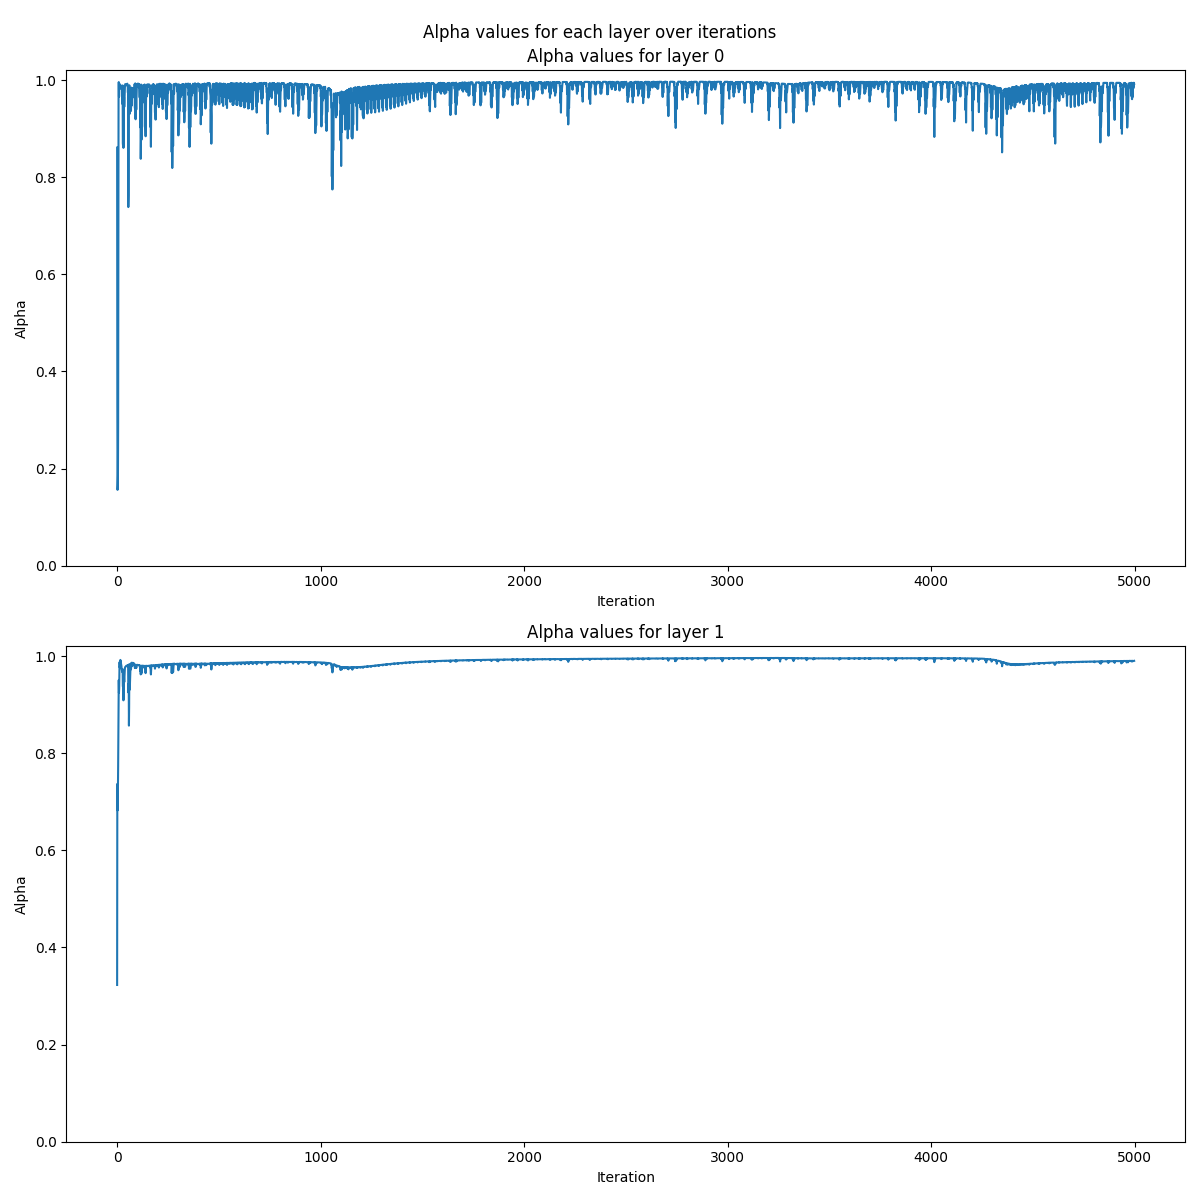 Alpha values for each layer over iterations
Alpha values for layer 0
1.0
0.8
0.6
0.4
0.2
0.0
Alpha
0 1000 2000 3000 4000 5000
Iteration
Alpha values for layer 1
1.0
0.8
0.6
0.4
0.2
0.0
Alpha
0 1000 2000 3000 4000 5000
Iteration